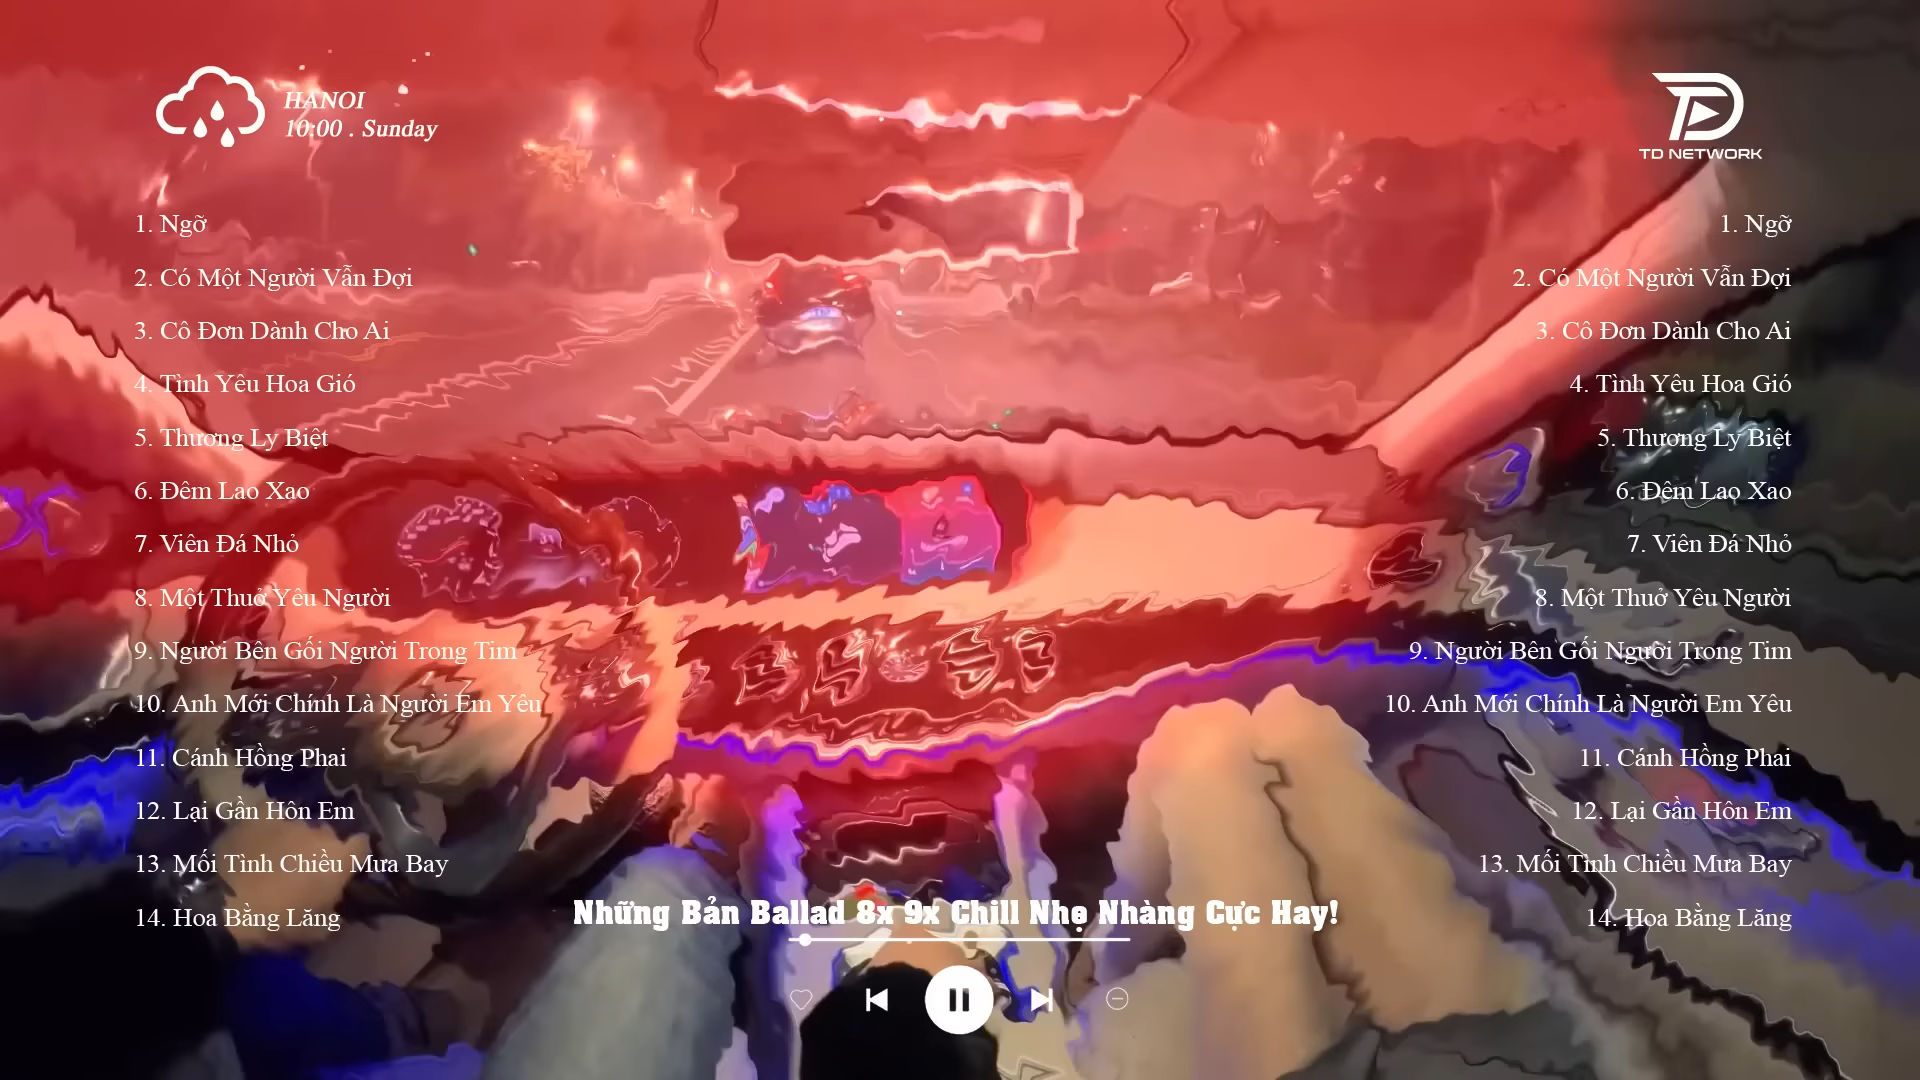 HANOI
10:00 . Sunday
TD NETWORK
1. Ngỡ
2. Có Một Người Vẫn Đợi
3. Cô Đơn Dành Cho Ai
4. Tình Yêu Hoa Gió
5. Thương Ly Biệt
6. Đêm Lao Xao
7. Viên Đá Nhỏ
8. Một Thuở Yêu Người
9. Người Bên Gối Người Trong Tim
10. Anh Mới Chính Là Người Em Yêu
11. Cánh Hồng Phai
12. Lại Gần Hôn Em
13. Mối Tình Chiều Mưa Bay
14. Hoa Bằng Lăng
1. Ngỡ
2. Có Một Người Vẫn Đợi
3. Cô Đơn Dành Cho Ai
4. Tình Yêu Hoa Gió
5. Thương Ly Biệt
6. Đêm Lao Xao
7. Viên Đá Nhỏ
8. Một Thuở Yêu Người
9. Người Bên Gối Người Trong Tim
10. Anh Mới Chính Là Người Em Yêu
11. Cánh Hồng Phai
12. Lại Gần Hôn Em
13. Mối Tình Chiều Mưa Bay
14. Hoa Bằng Lăng
Những Bản Ballad 8x 9x Chill Nhẹ Nhàng Cực Hay!